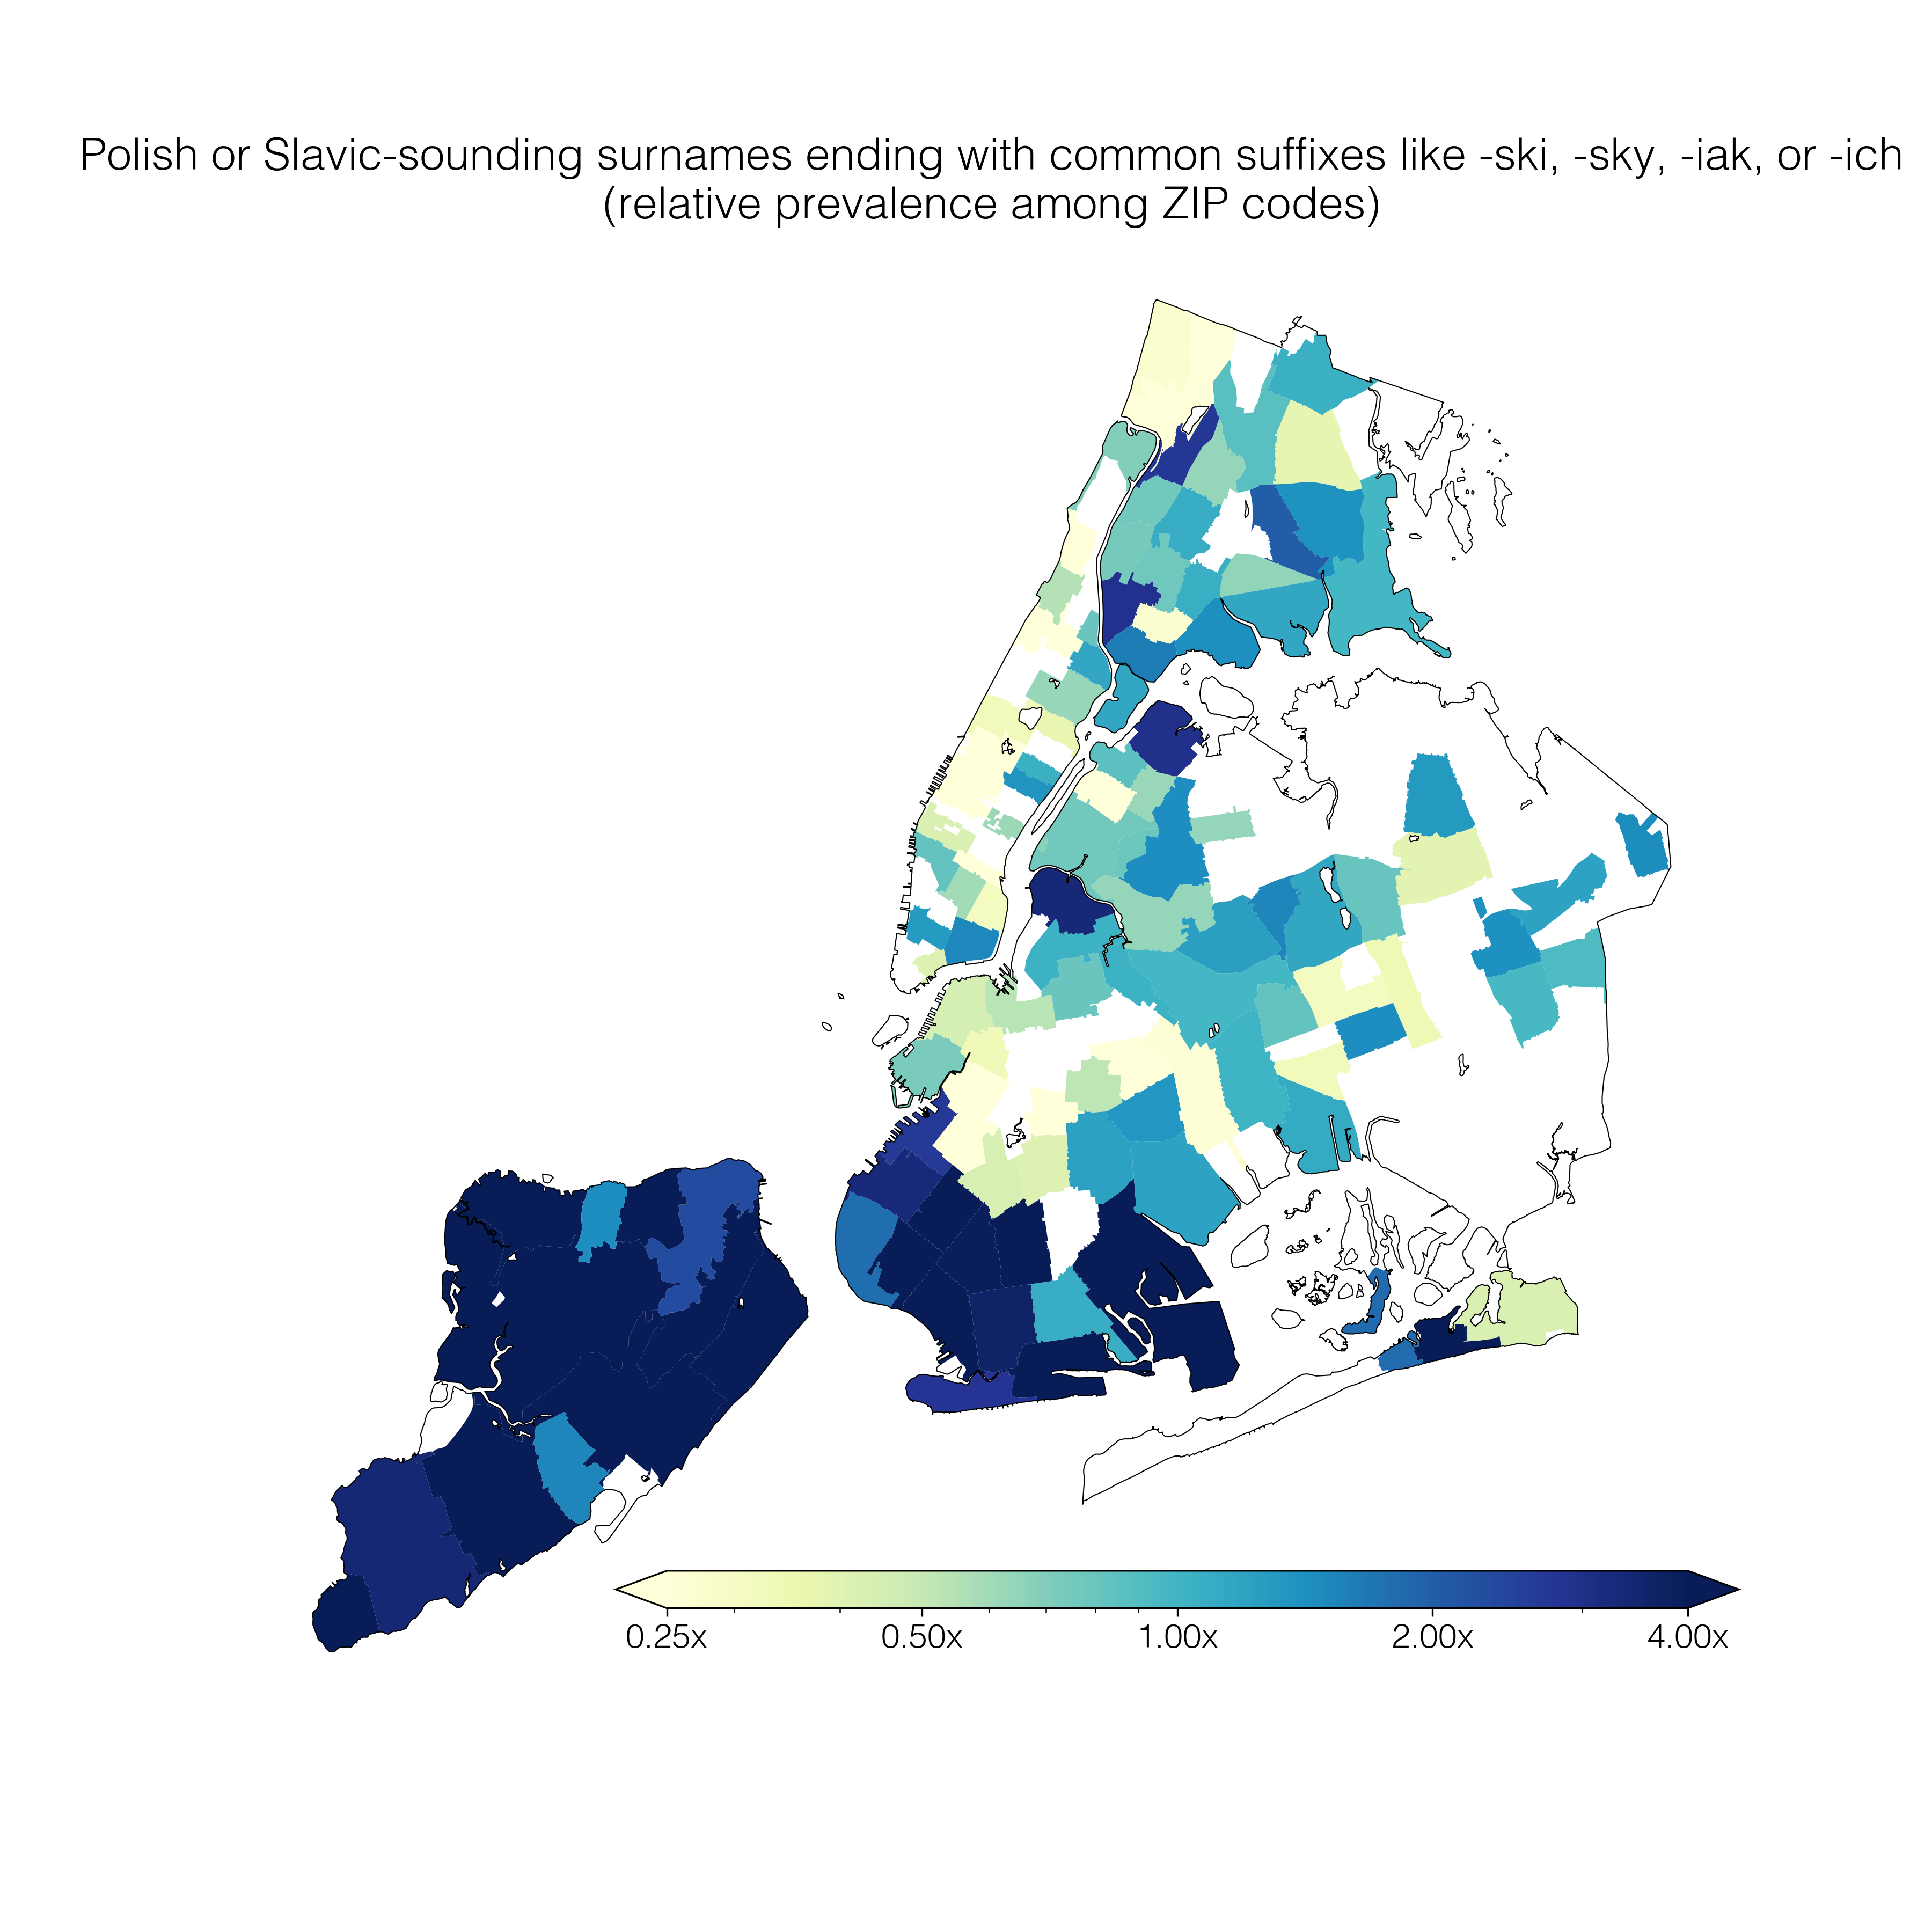 Polish or Slavic-sounding surnames ending with common suffixes like -ski, -sky, -iak, or -ich
(relative prevalence among ZIP codes)
0.25x 0.50x 1.00x 2.00x 4.00x